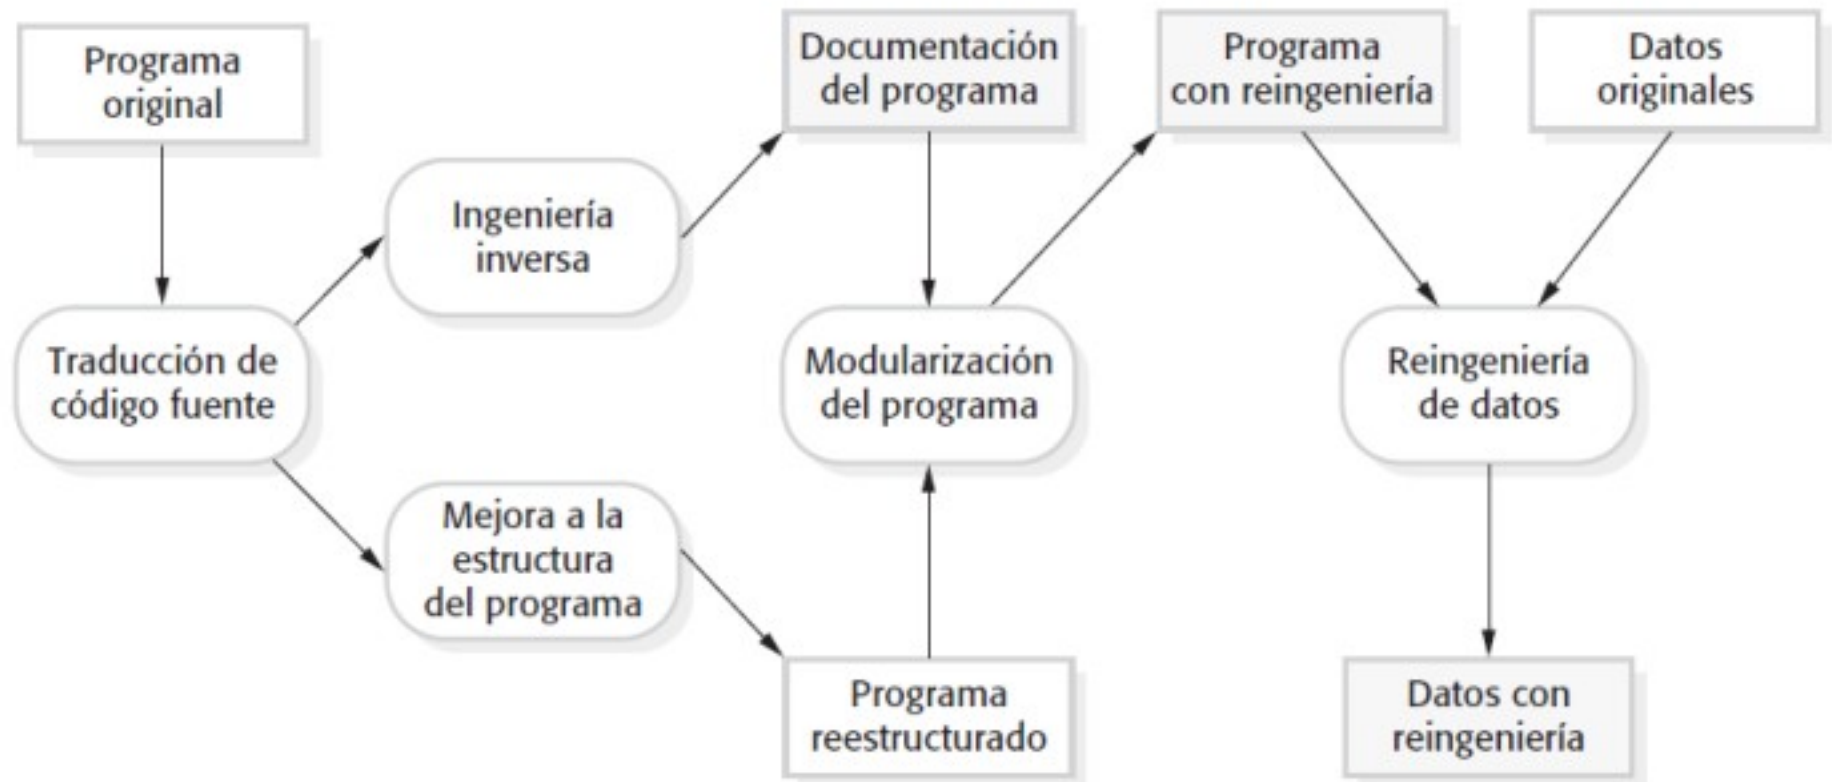 Programa
original
Documentación
del programa
Programa
con reingeniería
Datos
originales
Ingeniería
inversa
Traducción de
código fuente
Modularización
del programa
Reingeniería
de datos
Mejora a la
estructura
del programa
Programa
reestructurado
Datos con
reingeniería